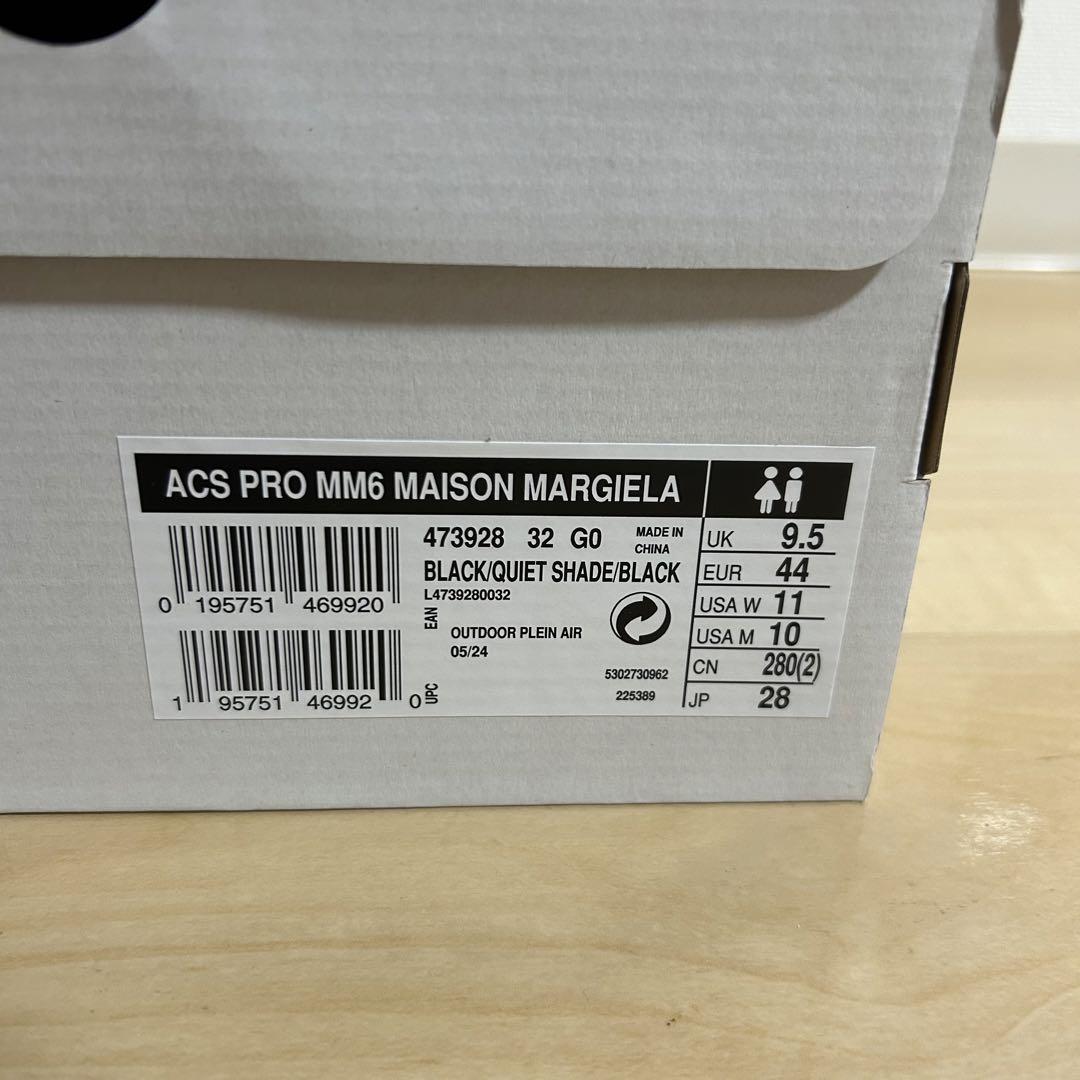 ACS PRO MM6 MAISON MARGIELA
473928 32 G0
MADE IN
CHINA
BLACK/QUIET SHADE/BLACK
L4739280032
0 195751 469920
EAN
OUTDOOR PLEIN AIR
05/24
1 95751 46992 0
UPC
5302730962
225389
UK 9.5
EUR 44
USA W 11
USA M 10
CN 280(2)
JP 28